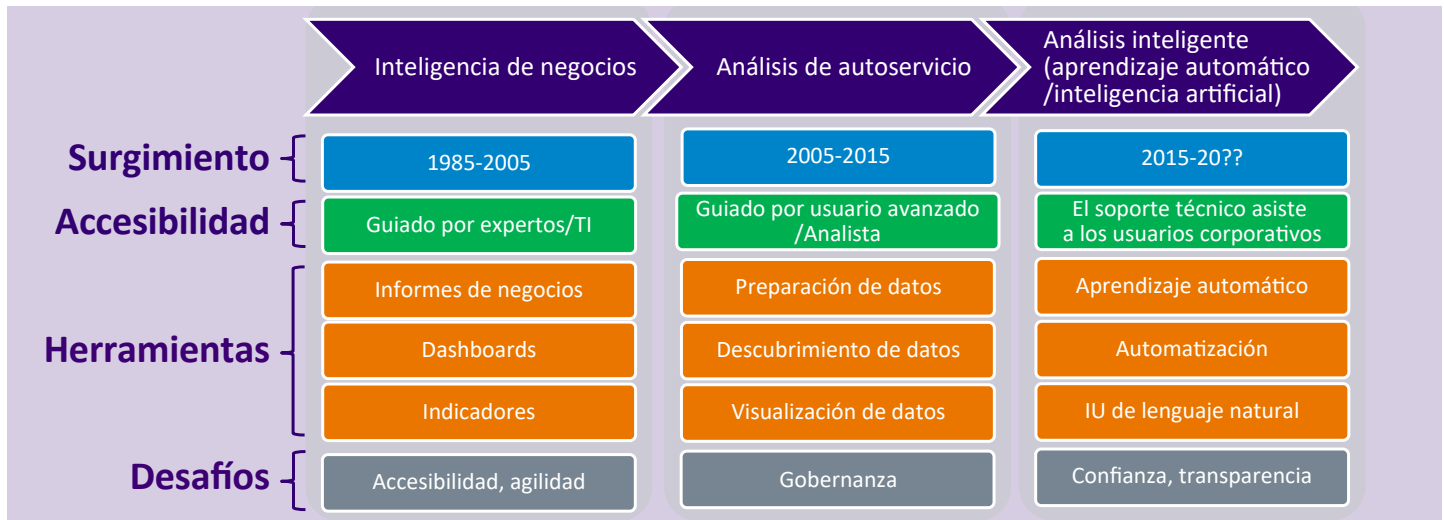 Inteligencia de negocios
Análisis de autoservicio
Análisis inteligente
(aprendizaje automático
/inteligencia artificial)
Surgimiento
1985-2005
2005-2015
2015-20??
Accesibilidad
Guiado por expertos/TI
Guiado por usuario avanzado
/Analista
El soporte técnico asiste
a los usuarios corporativos
Herramientas
Informes de negocios
Preparación de datos
Aprendizaje automático
Dashboards
Descubrimiento de datos
Automatización
Indicadores
Visualización de datos
IU de lenguaje natural
Desafíos
Accesibilidad, agilidad
Gobernanza
Confianza, transparencia